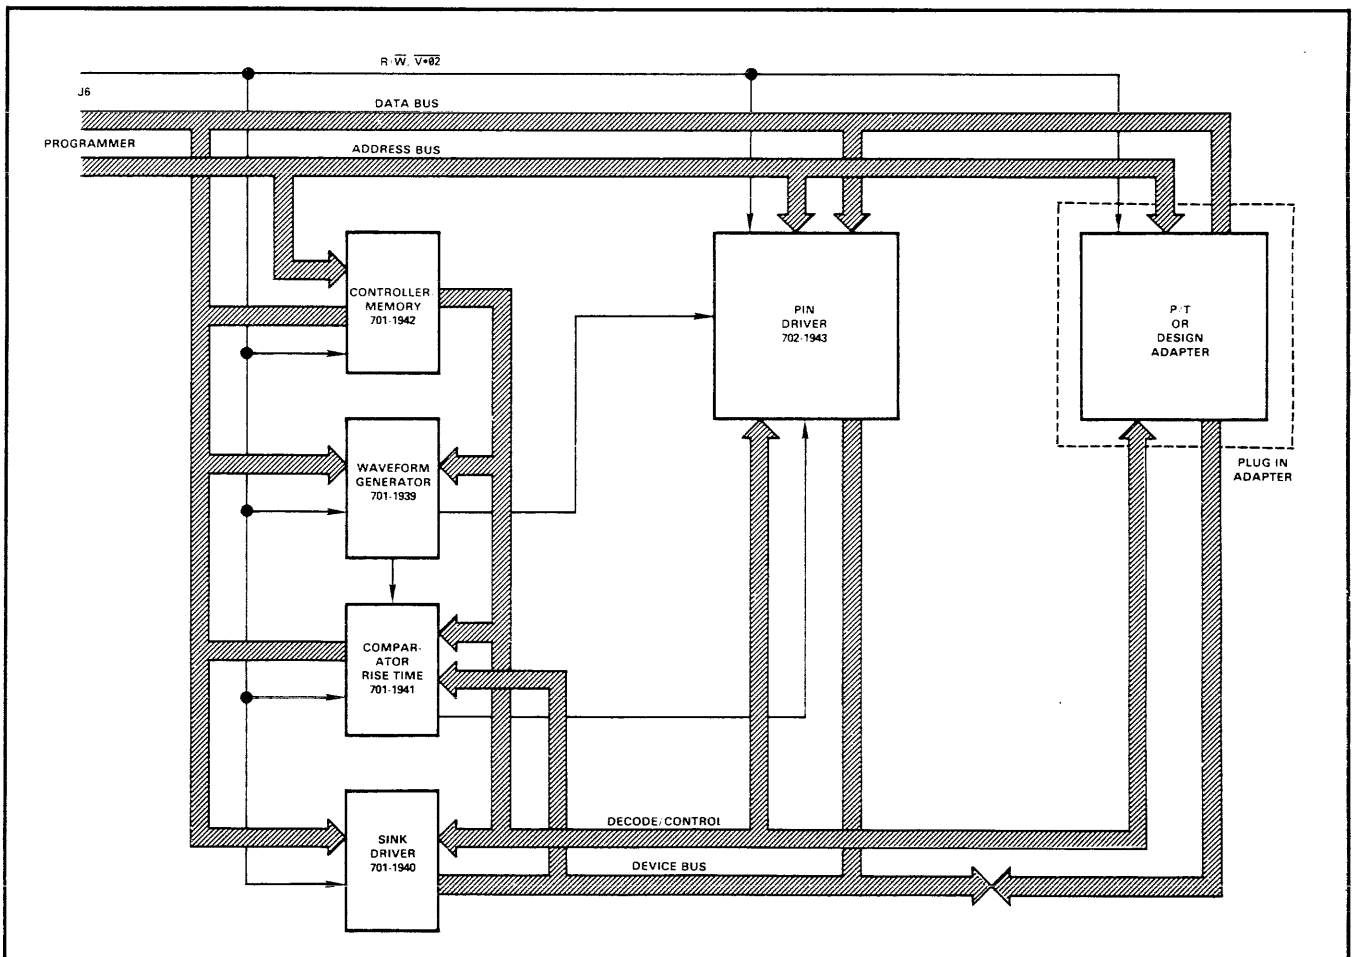 R/W, V•02
J6
DATA BUS
PROGRAMMER
ADDRESS BUS
CONTROLLER
MEMORY
701-1942
PIN
DRIVER
702-1943
P/T
OR
DESIGN
ADAPTER
PLUG IN
ADAPTER
WAVEFORM
GENERATOR
701-1939
COMPAR-
ATOR
RISE TIME
701-1941
DECODE/CONTROL
SINK
DRIVER
701-1940
DEVICE BUS